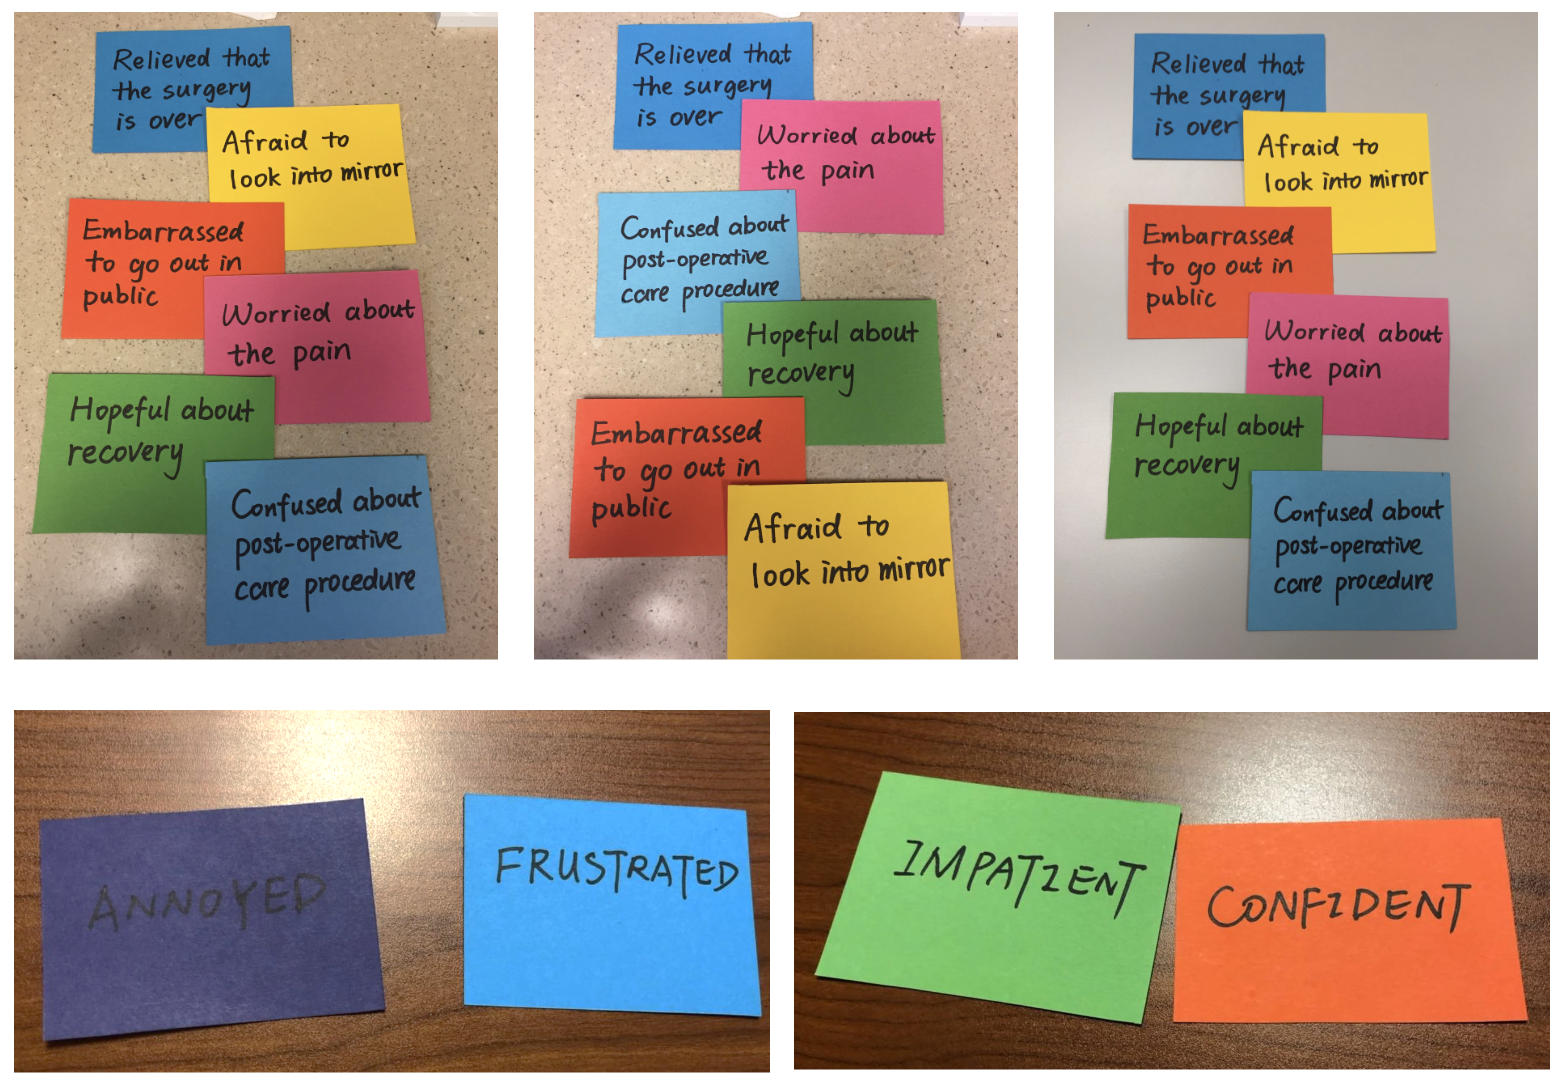 Relieved that
the surgery
is over
Afraid to
look into mirror
Embarrassed
to go out in
public
Worried about
the pain
Hopeful about
recovery
Confused about
post-operative
care procedure
Relieved that
the surgery
is over
Worried about
the pain
Confused about
post-operative
care procedure
Hopeful about
recovery
Embarrassed
to go out in
public
Afraid to
look into mirror
Relieved that
the surgery
is over
Afraid to
look into mirror
Embarrassed
to go out in
public
Worried about
the pain
Hopeful about
recovery
Confused about
post-operative
care procedure
ANNOYED
FRUSTRATED
IMPATIENT
CONFIDENT